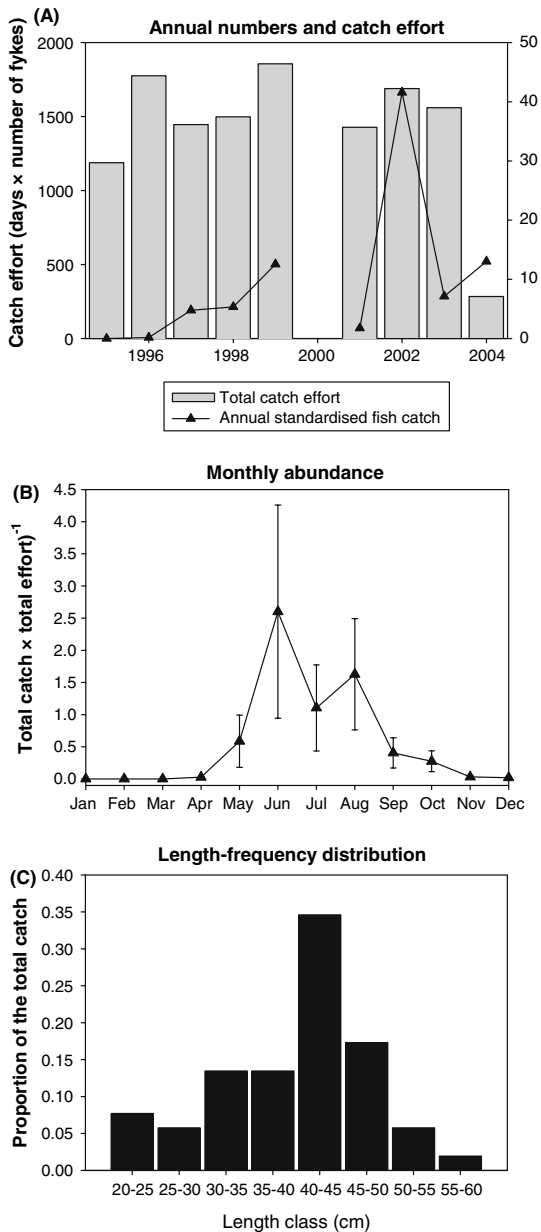 (A)
Annual numbers and catch effort
Catch effort (days × number of fykes)
2000
1500
1000
500
0
50
40
30
20
10
0
1996 1998 2000 2002 2004
Total catch effort
Annual standardised fish catch
Monthly abundance
(B)
Total catch × total effort)-1
4.5
4.0
3.5
3.0
2.5
2.0
1.5
1.0
0.5
0.0
Jan Feb Mar Apr May Jun Jul Aug Sep Oct Nov Dec
Length-frequency distribution
(C)
Proportion of the total catch
0.40
0.35
0.30
0.25
0.20
0.15
0.10
0.05
0.00
20-25 25-30 30-35 35-40 40-45 45-50 50-55 55-60
Length class (cm)